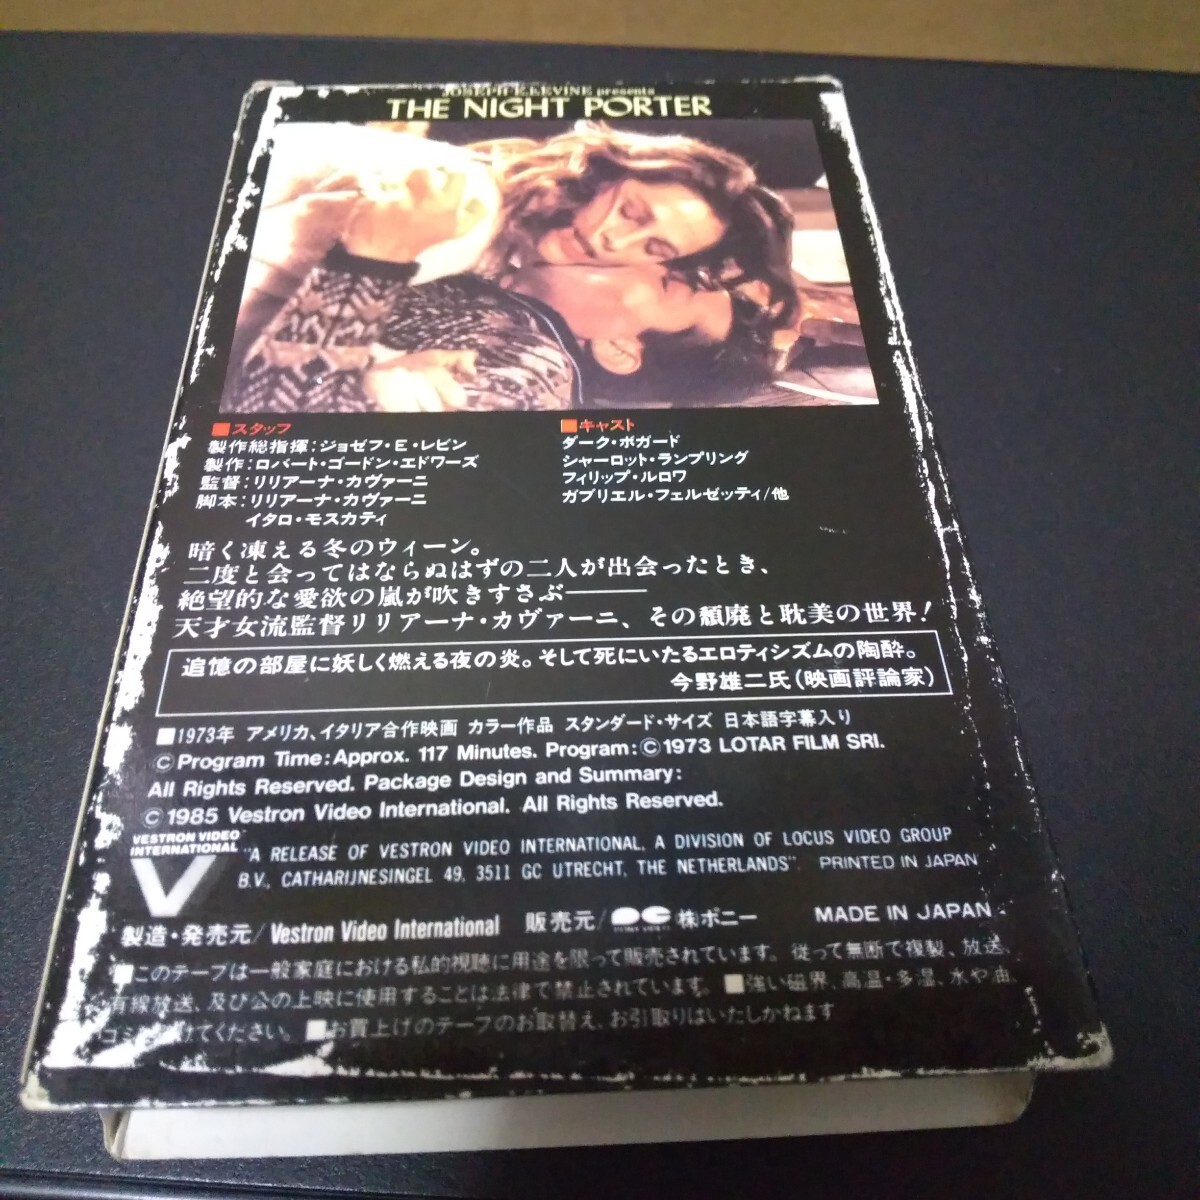 JOSEPH E. LEVINE presents
THE NIGHT PORTER
■スタッフ
製作総指揮:ジョゼフ・E・レビン
製作:ロバート・ゴードン・エドワーズ
監督:リリアーナ・カヴァーニ
脚本:リリアーナ・カヴァーニ
イタロ・モスカティ
■キャスト
ダーク・ボガード
シャーロット・ランプリング
フィリップ・ルロワ
ガブリエル・フェルゼッティ/他
暗く凍える冬のウィーン。
二度と会ってはならぬはずの二人が出会ったとき、
絶望的な愛欲の嵐が吹きすさぶ———
天才女流監督リリアーナ・カヴァーニ、その頽廃と耽美の世界!
追憶の部屋に妖しく燃える夜の炎。そして死にいたるエロティシズムの陶酔。
今野雄二氏(映画評論家)
■1973年 アメリカ、イタリア合作映画 カラー作品 スタンダード・サイズ 日本語字幕入り
©Program Time:Approx. 117 Minutes. Program:©1973 LOTAR FILM SRI.
All Rights Reserved. Package Design and Summary:
©1985 Vestron Video International. All Rights Reserved.
VESTRON VIDEO
INTERNATIONAL
"A RELEASE OF VESTRON VIDEO INTERNATIONAL, A DIVISION OF LOCUS VIDEO GROUP
B.V., CATHARIJNESINGEL 49, 3511 GC UTRECHT, THE NETHERLANDS". PRINTED IN JAPAN
製造・発売元/Vestron Video International 販売元/PC ㈱ポニー MADE IN JAPAN
■このテープは一般家庭における私的視聴に用途を限って販売されています。従って無断で複製、放送、
有線放送、及び公の上映に使用することは法律で禁止されています。■強い磁界、高温・多湿、水や油、
ゴミ けてください。■お買上げのテープのお取替え、お引取りはいたしかねます